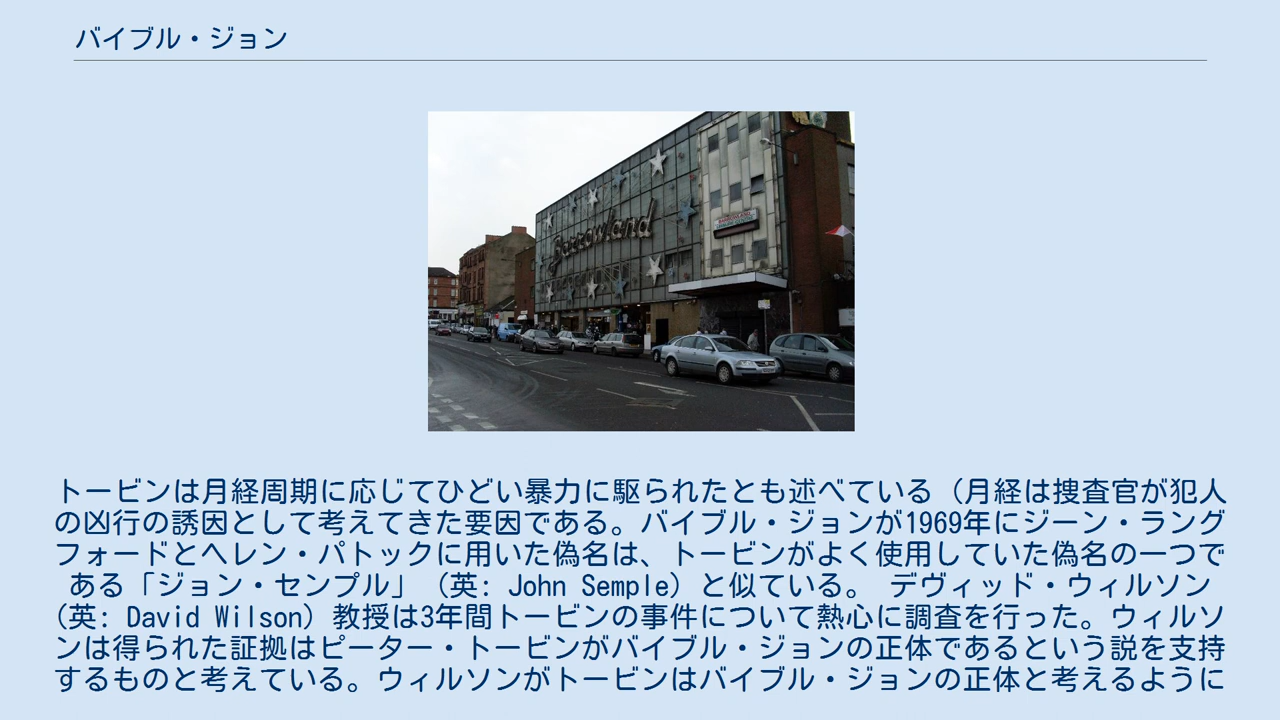 バイブル・ジョン
Barrowland
トービンは月経周期に応じてひどい暴力に駆られたとも述べている（月経は捜査官が犯人
の凶行の誘因として考えてきた要因である。バイブル・ジョンが1969年にジーン・ラング
フォードとヘレン・パトックに用いた偽名は、トービンがよく使用していた偽名の一つで
ある「ジョン・センプル」（英: John Semple）と似ている。 デヴィッド・ウィルソン
(英: David Wilson）教授は3年間トービンの事件について熱心に調査を行った。ウィルソ
ンは得られた証拠はピーター・トービンがバイブル・ジョンの正体であるという説を支持
するものと考えている。ウィルソンがトービンはバイブル・ジョンの正体と考えるように